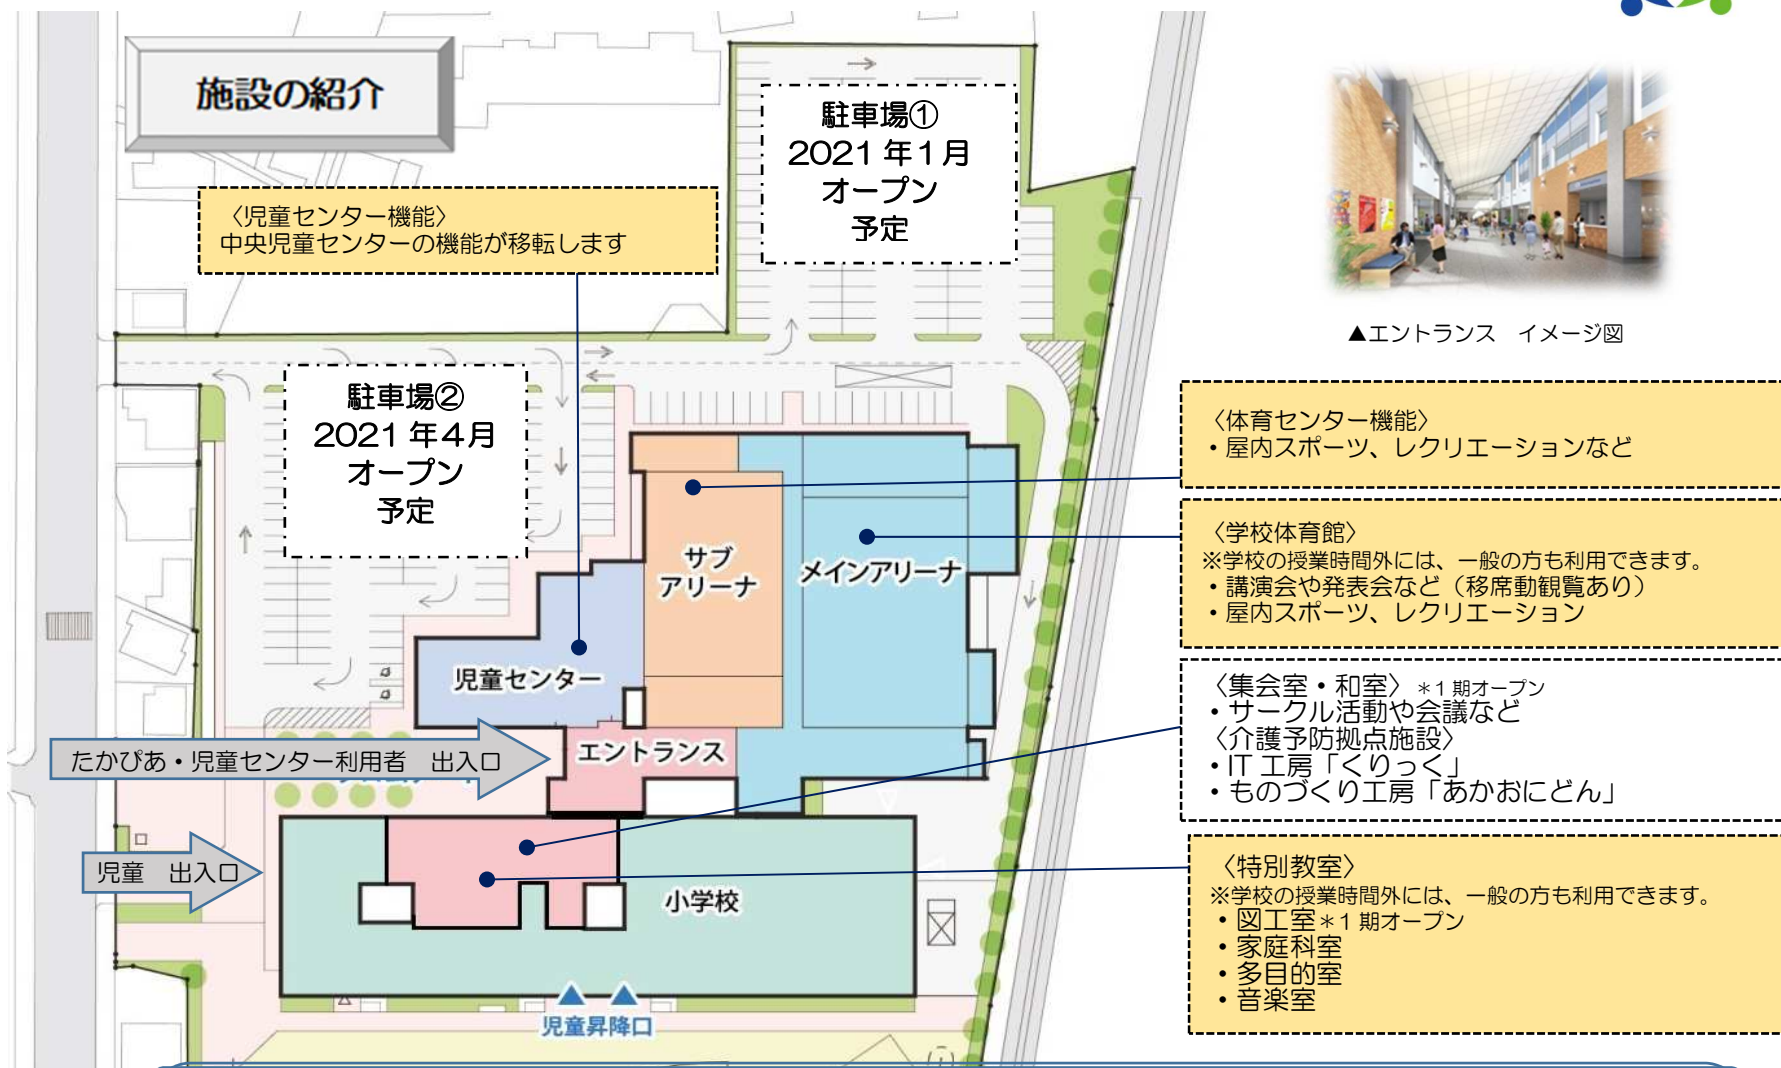 施設の紹介
駐車場①
2021年1月
オープン
予定
〈児童センター機能〉
中央児童センターの機能が移転します
▲エントランス　イメージ図
駐車場②
2021年4月
オープン
予定
〈体育センター機能〉
・屋内スポーツ、レクリエーションなど
〈学校体育館〉
※学校の授業時間外には、一般の方も利用できます。
・講演会や発表会など（移席動観覧あり）
・屋内スポーツ、レクリエーション
サブ
アリーナ
メインアリーナ
児童センター
エントランス
たかぴあ・児童センター利用者　出入口
〈集会室・和室〉＊1期オープン
・サークル活動や会議など
〈介護予防拠点施設〉
・IT工房「くりっく」
・ものづくり工房「あかおにどん」
児童　出入口
小学校
〈特別教室〉
※学校の授業時間外には、一般の方も利用できます。
・図工室＊1期オープン
・家庭科室
・多目的室
・音楽室
児童昇降口